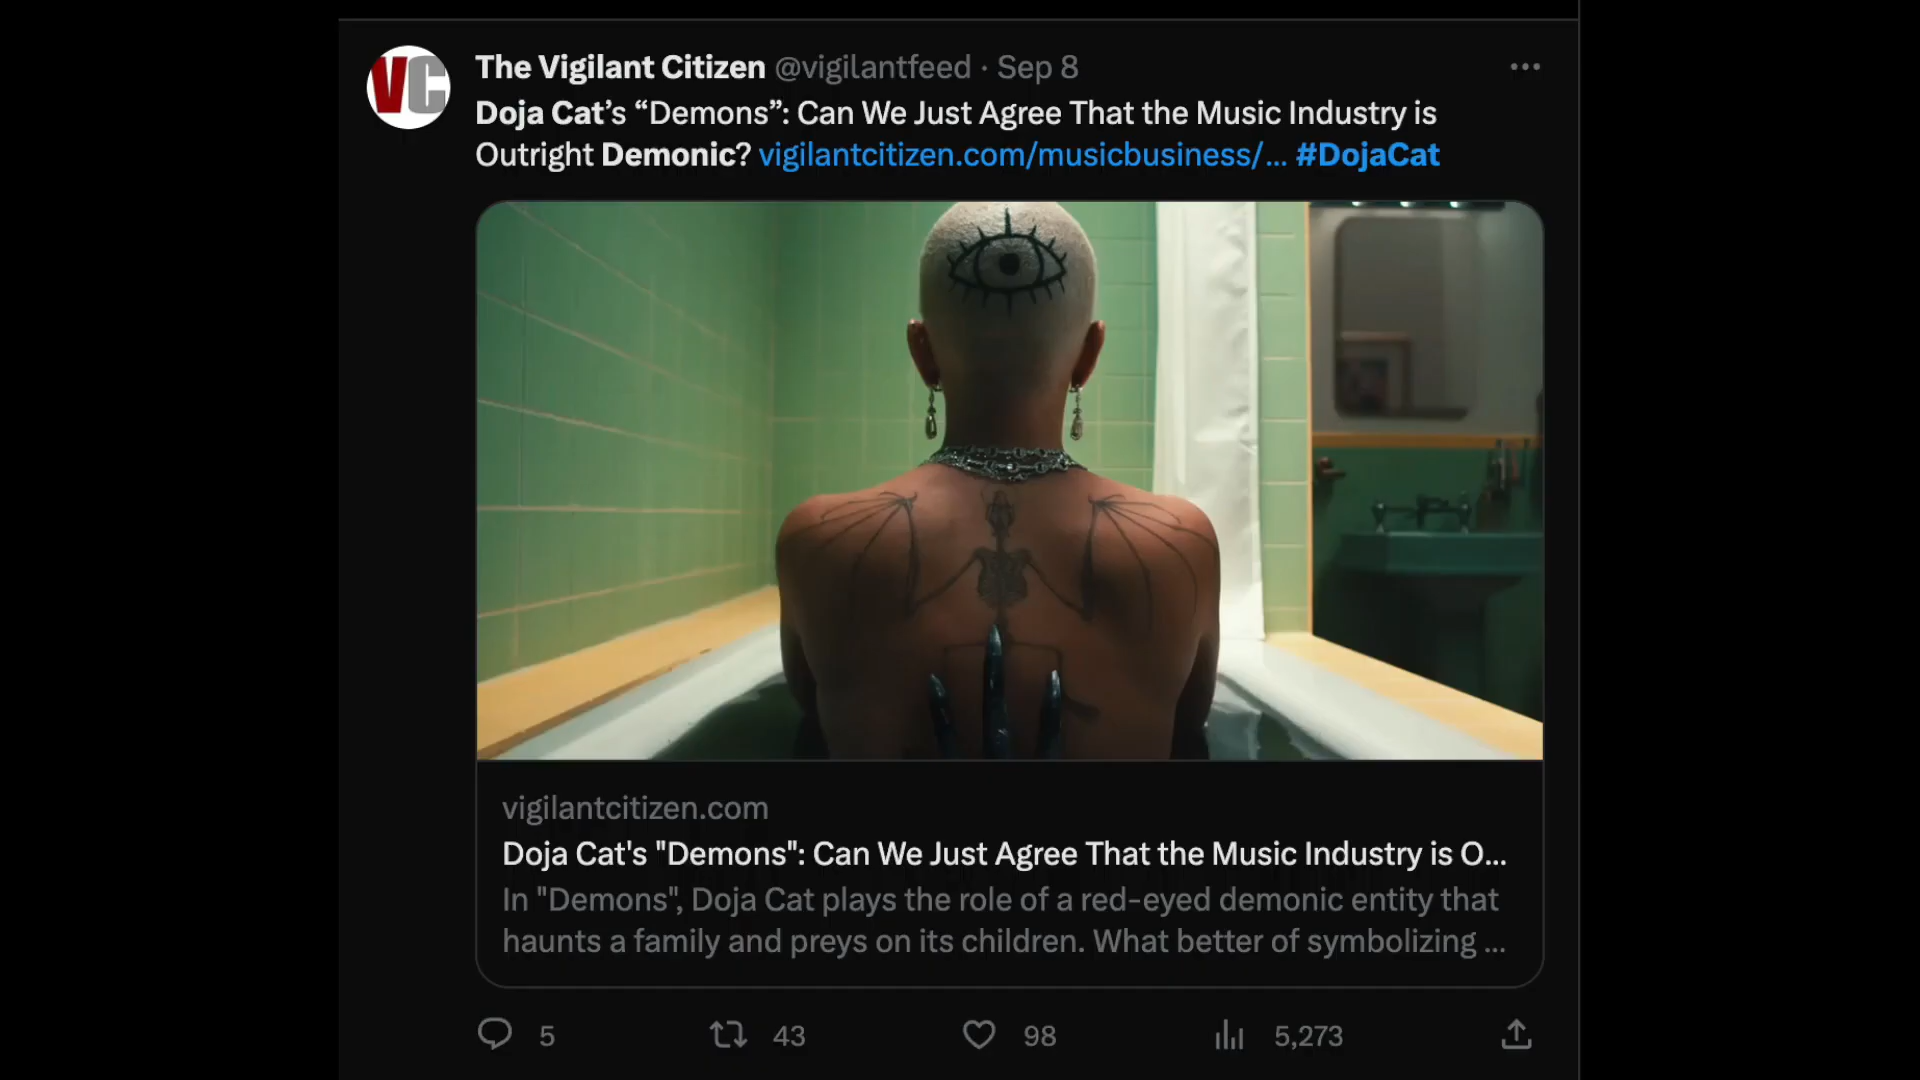 VC
The Vigilant Citizen @vigilantfeed · Sep 8
Doja Cat’s “Demons”: Can We Just Agree That the Music Industry is
Outright Demonic? vigilantcitizen.com/musicbusiness/… #DojaCat
vigilantcitizen.com
Doja Cat's "Demons": Can We Just Agree That the Music Industry is O...
In "Demons", Doja Cat plays the role of a red-eyed demonic entity that
haunts a family and preys on its children. What better of symbolizing ...
5 43 98 5,273